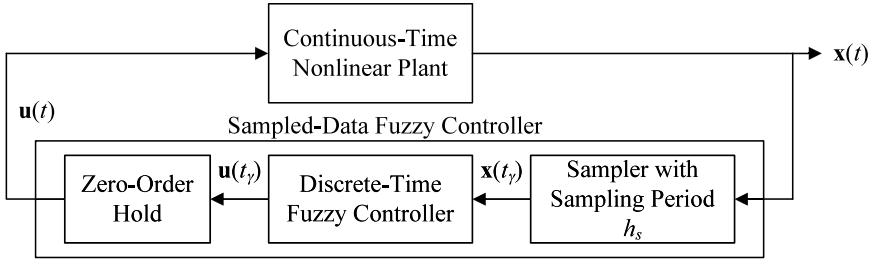 Continuous-Time
Nonlinear Plant
x(t)
u(t)
Sampled-Data Fuzzy Controller
Zero-Order
Hold
u(tγ)
Discrete-Time
Fuzzy Controller
x(tγ)
Sampler with
Sampling Period
hs